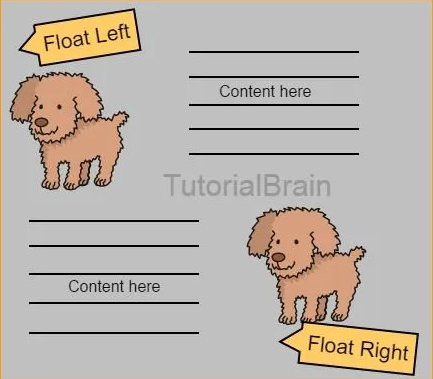 Float Left
Content here
TutorialBrain
Content here
Float Right